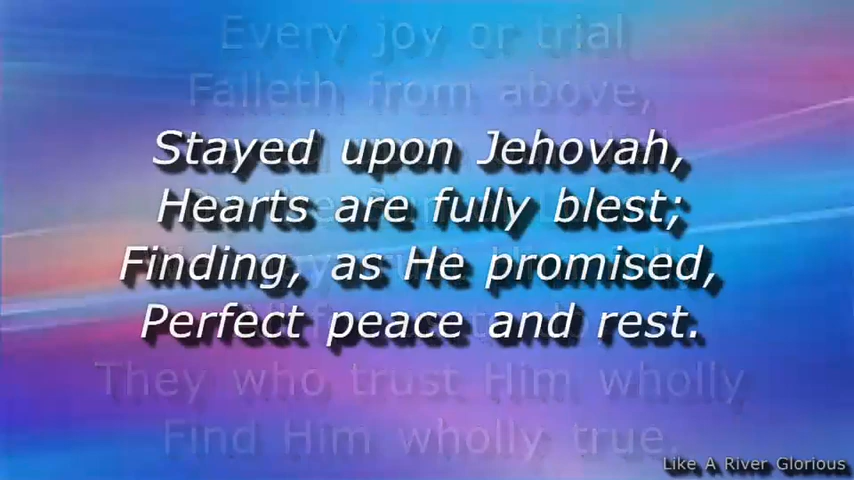 Every joy or trial
Falleth from above,
Stayed upon Jehovah,
Hearts are fully blest;
Finding, as He promised,
Perfect peace and rest.
They who trust Him wholly
Find Him wholly true.
Like A River Glorious